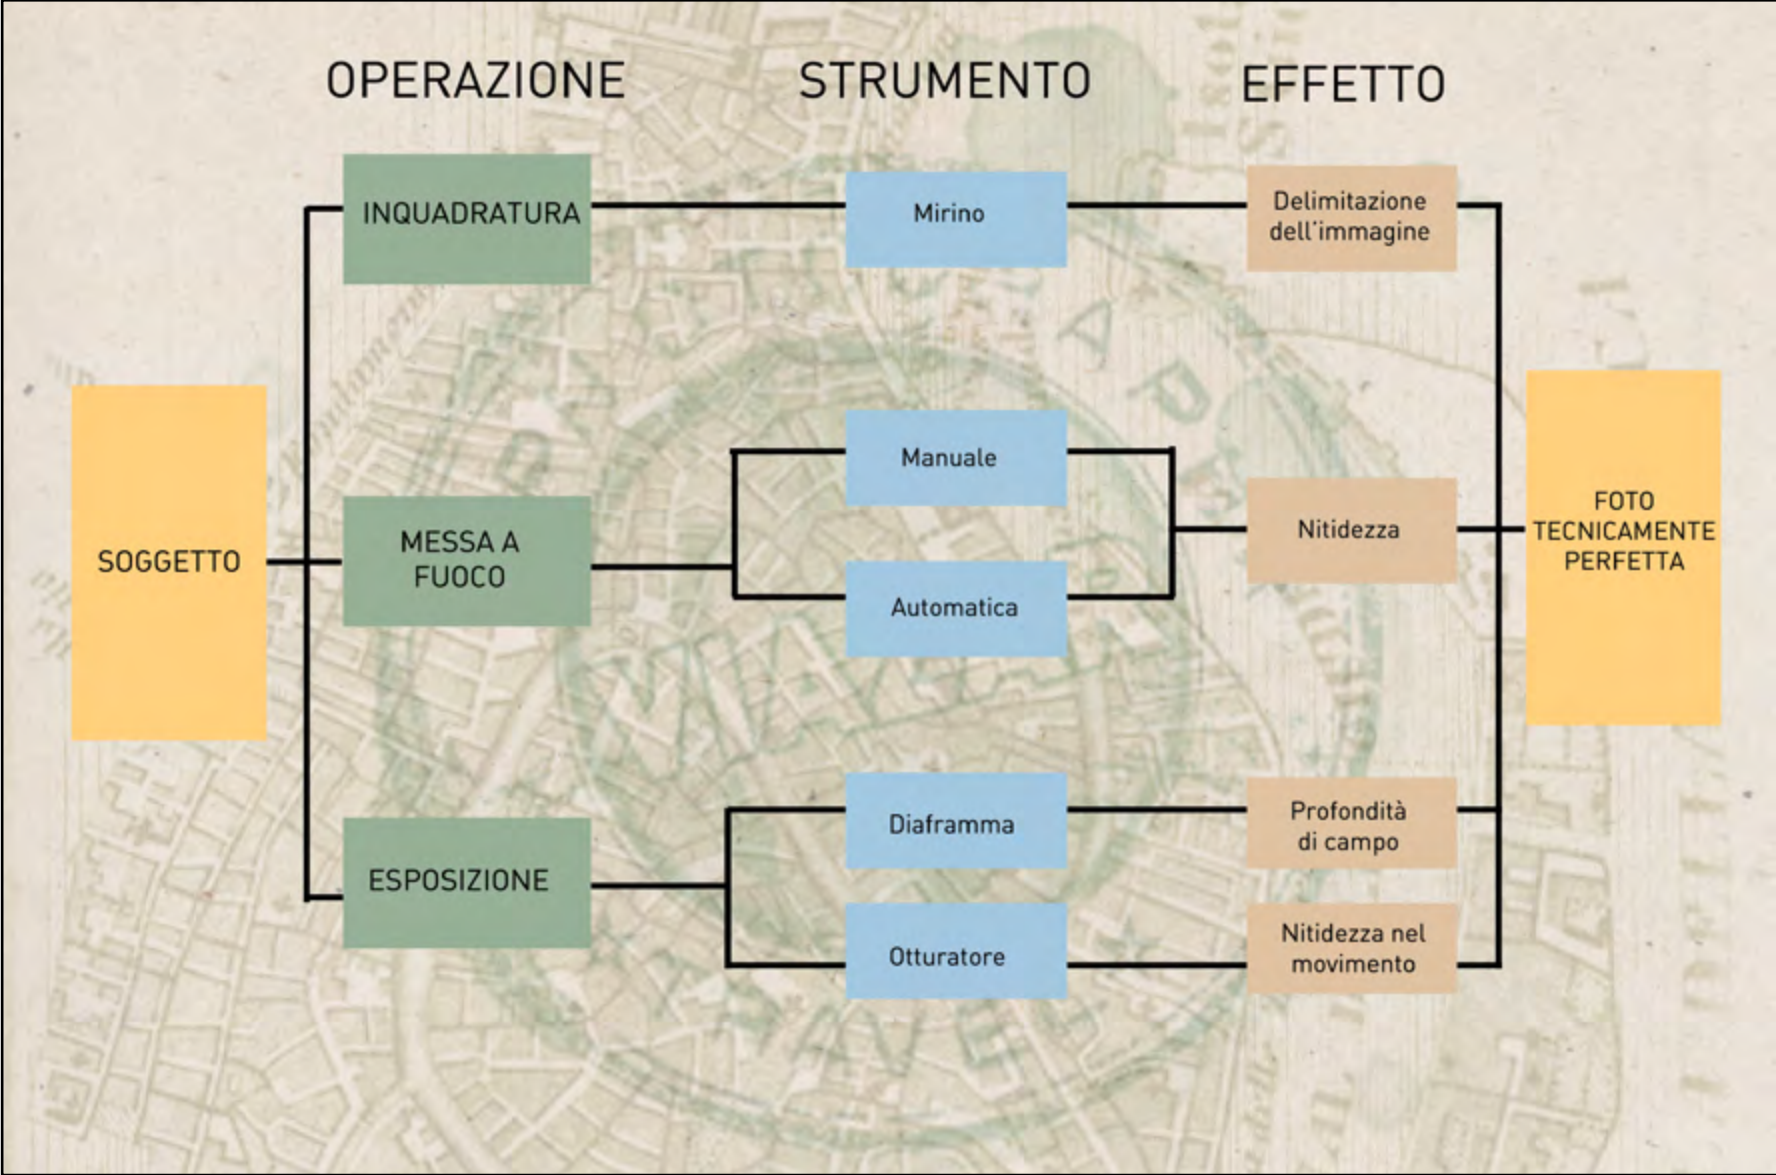 OPERAZIONE
STRUMENTO
EFFETTO
INQUADRATURA
Mirino
Delimitazione
dell'immagine
SOGGETTO
MESSA A
FUOCO
Manuale
Automatica
Nitidezza
FOTO
TECNICAMENTE
PERFETTA
ESPOSIZIONE
Diaframma
Otturatore
Profondità
di campo
Nitidezza nel
movimento